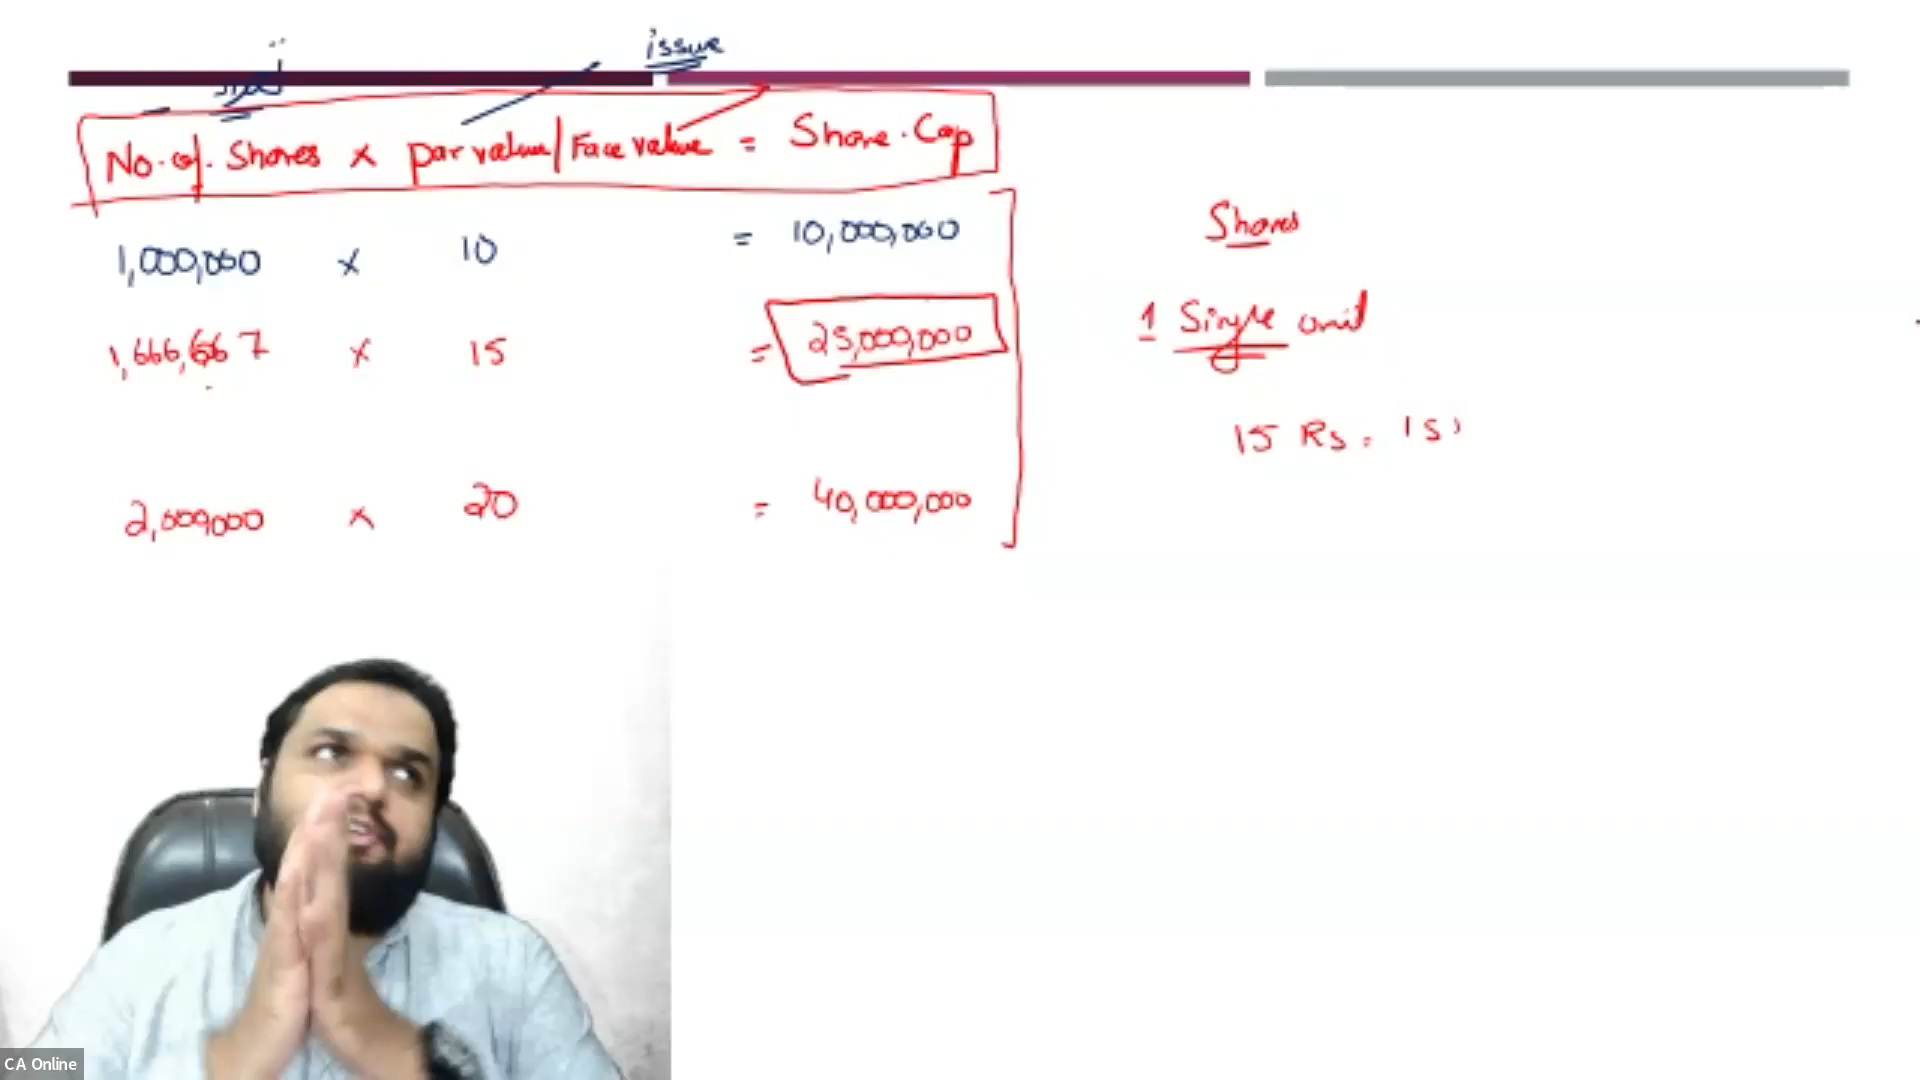 issue
No. of. Shares x par value/Face value = Share. Cap
1,000,000 x 10 = 10,000,000
1,666,667 x 15 = 25,000,000
2,000,000 x 20 = 40,000,000
Shares
1 Single unit
15 Rs.
CA Online